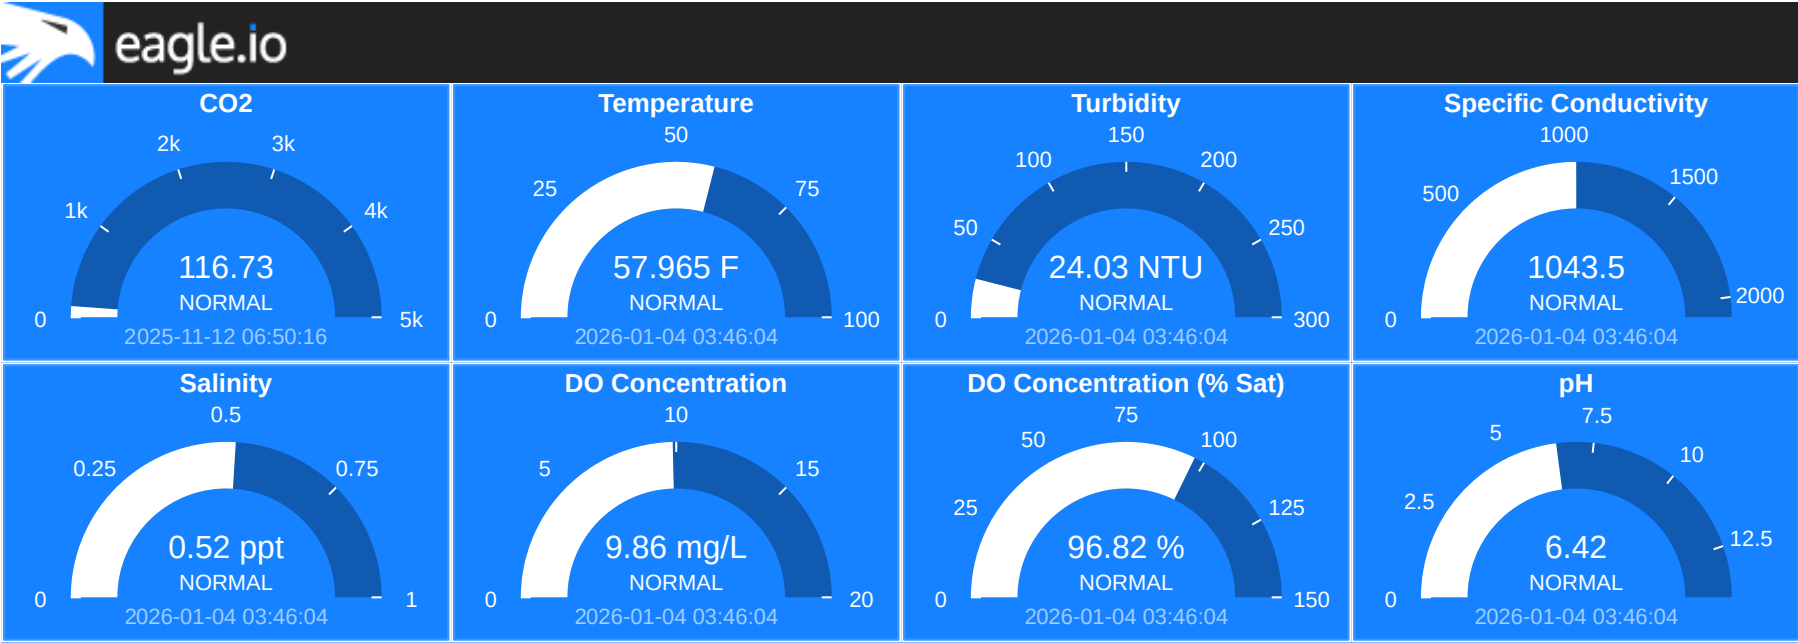 eagle.io
CO2
2k 3k
1k 4k
116.73
NORMAL
0 5k
2025-11-12 06:50:16
Temperature
50
25 75
57.965 F
NORMAL
0 100
2026-01-04 03:46:04
Turbidity
150
100 200
50 250
24.03 NTU
NORMAL
0 300
2026-01-04 03:46:04
Specific Conductivity
1000
500 1500
1043.5
NORMAL
0 2000
2026-01-04 03:46:04
Salinity
0.5
0.25 0.75
0.52 ppt
NORMAL
0 1
2026-01-04 03:46:04
DO Concentration
10
5 15
9.86 mg/L
NORMAL
0 20
2026-01-04 03:46:04
DO Concentration (% Sat)
75
50 100
25 125
96.82 %
NORMAL
0 150
2026-01-04 03:46:04
pH
7.5
5 10
2.5 12.5
6.42
NORMAL
0
2026-01-04 03:46:04